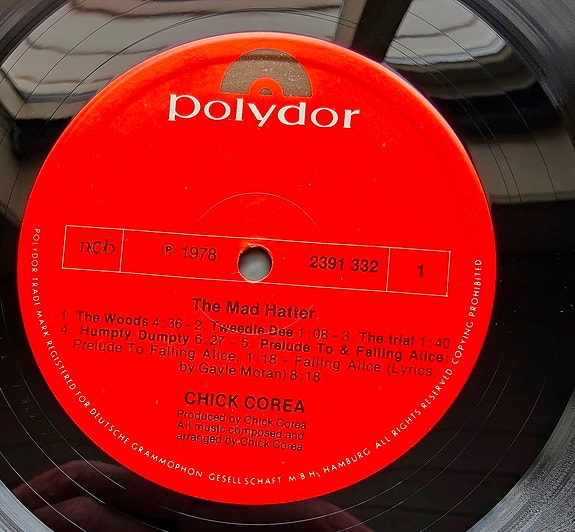 polydor
ncb ℗ 1978 2391 332 1
The Mad Hatter
1. The Woods 4:36 - 2. Tweedle Dee 1:08 - 3. The trial 1:40
4. Humpty Dumpty 6:27 - 5. Prelude To & Falling Alice:
Prelude To Falling Alice, 1:18 - Falling Alice (Lyrics
by Gayle Moran) 8:18
CHICK COREA
Produced by Chick Corea
All music composed and
arranged by Chick Corea
POLYDOR TRADE MARK REGISTERED FOR DEUTSCHE GRAMMOPHON GESELLSCHAFT M B H, HAMBURG ALL RIGHTS RESERVED COPYING PROHIBITED